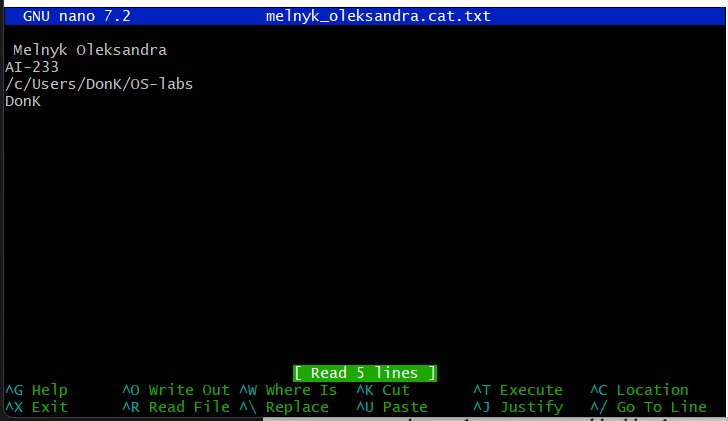 GNU nano 7.2 melnyk_oleksandra.cat.txt
Melnyk Oleksandra
AI-233
/c/Users/DonK/OS-labs
DonK
[ Read 5 lines ]
^G Help ^O Write Out ^W Where Is ^K Cut ^T Execute ^C Location
^X Exit ^R Read File ^\ Replace ^U Paste ^J Justify ^/ Go To Line